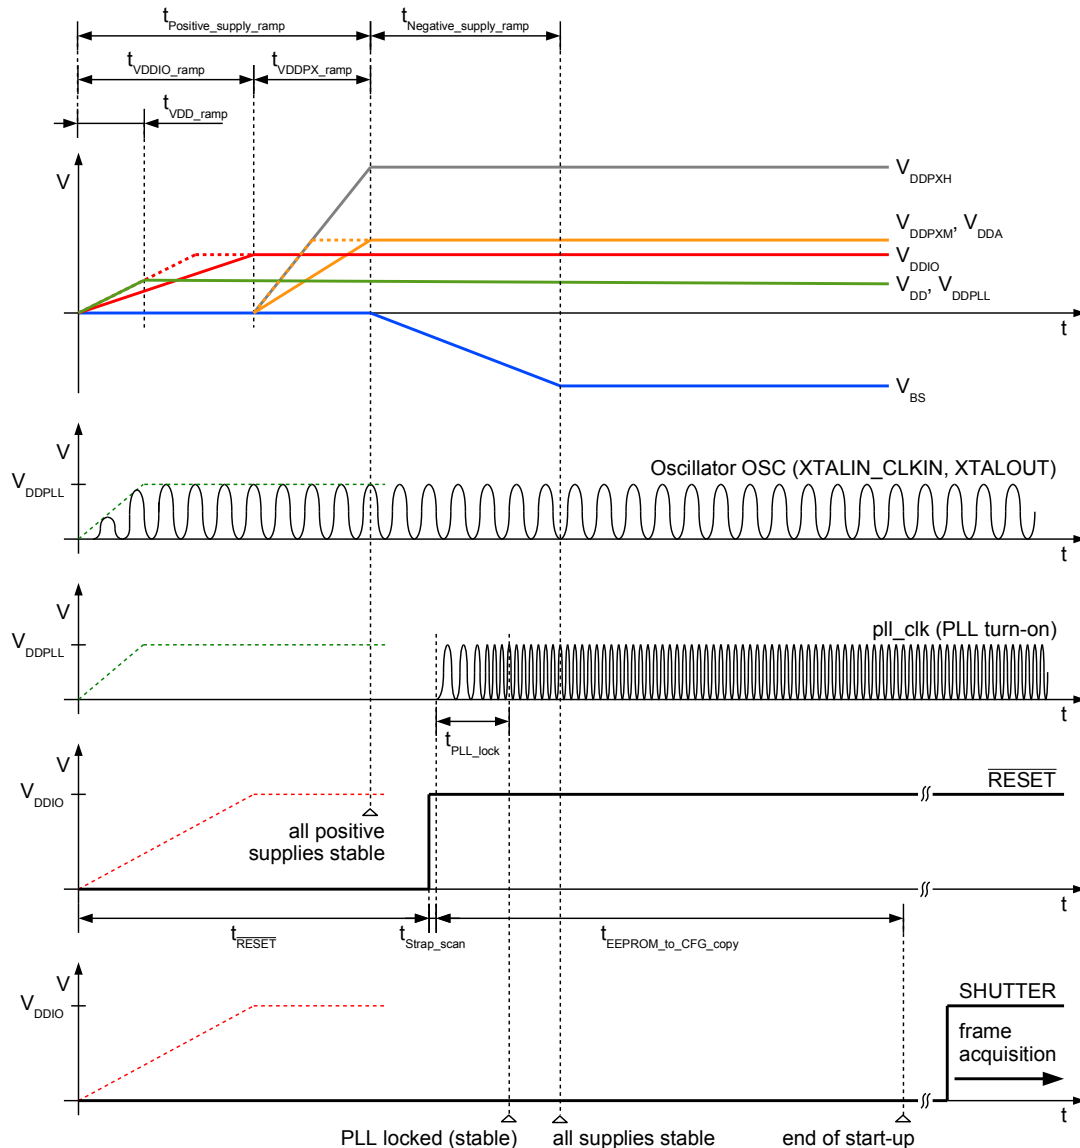 tPositive_supply_ramp
tNegative_supply_ramp
tVDDIO_ramp
tVDDPX_ramp
tVDD_ramp
V
VDDPXH
VDDPXM, VDDA
VDDIO
VDD, VDDPLL
t
VBS
V
Oscillator OSC (XTALIN_CLKIN, XTALOUT)
VDDPLL
t
V
pll_clk (PLL turn-on)
VDDPLL
t
tPLL_lock
V
RESET
VDDIO
all positive
supplies stable
t
tRESET
tStrap_scan
tEEPROM_to_CFG_copy
V
VDDIO
SHUTTER
frame
acquisition
t
PLL locked (stable)
all supplies stable
end of start-up